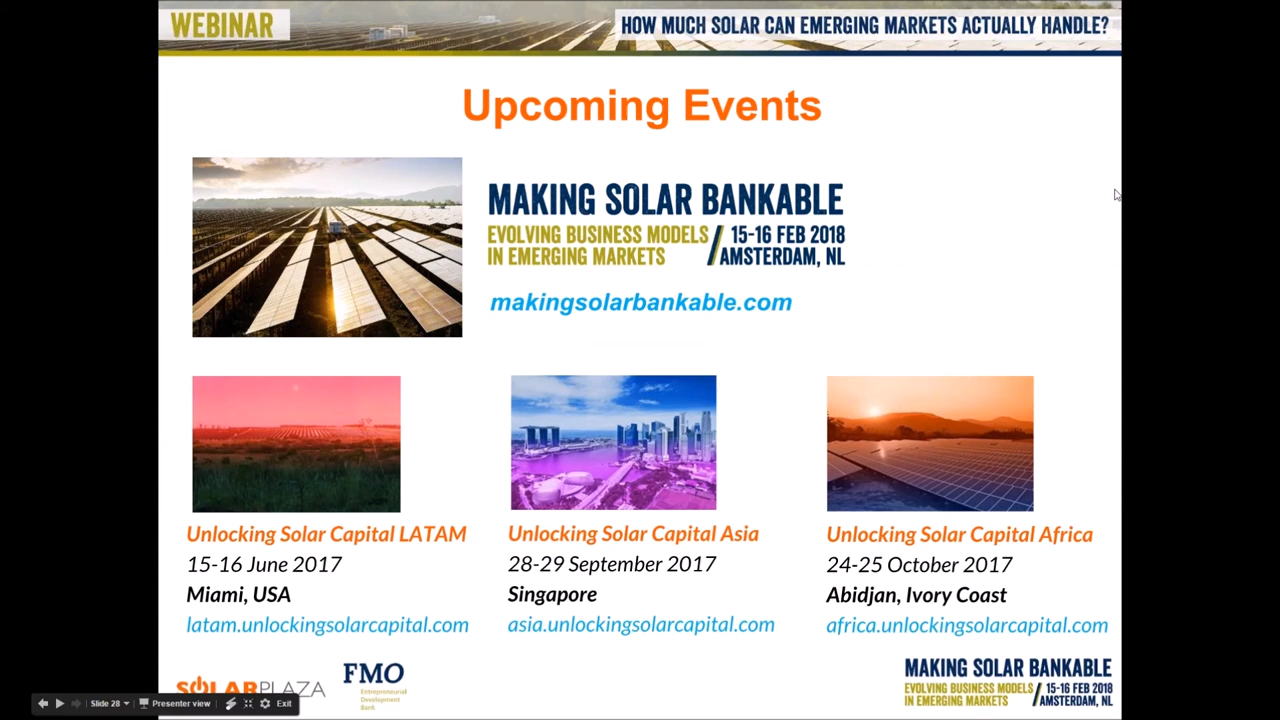 WEBINAR
HOW MUCH SOLAR CAN EMERGING MARKETS ACTUALLY HANDLE?
Upcoming Events
MAKING SOLAR BANKABLE
EVOLVING BUSINESS MODELS / 15-16 FEB 2018
IN EMERGING MARKETS / AMSTERDAM, NL
makingsolarbankable.com
Unlocking Solar Capital LATAM
15-16 June 2017
Miami, USA
latam.unlockingsolarcapital.com
Unlocking Solar Capital Asia
28-29 September 2017
Singapore
asia.unlockingsolarcapital.com
Unlocking Solar Capital Africa
24-25 October 2017
Abidjan, Ivory Coast
africa.unlockingsolarcapital.com
SOLARPLAZA
FMO
Entrepreneurial
Development
Bank
MAKING SOLAR BANKABLE
EVOLVING BUSINESS MODELS / 15-16 FEB 2018
IN EMERGING MARKETS / AMSTERDAM, NL
Slide 28
Presenter view
Exit